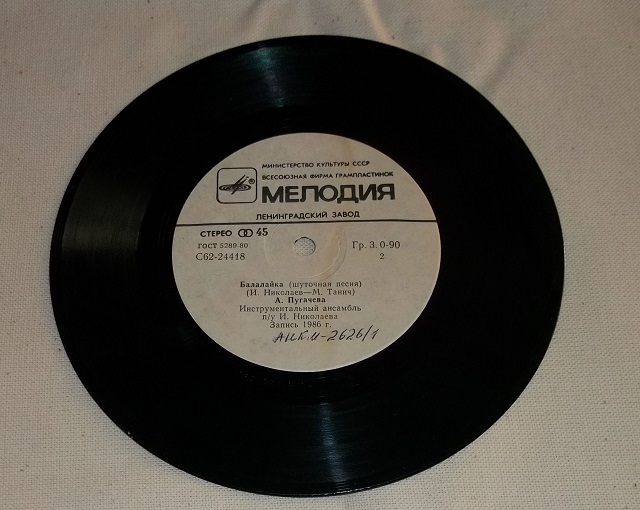 МИНИСТЕРСТВО КУЛЬТУРЫ СССР
ВСЕСОЮЗНАЯ ФИРМА ГРАМПЛАСТИНОК
МЕЛОДИЯ
ЛЕНИНГРАДСКИЙ ЗАВОД
СТЕРЕО 45
ГОСТ 5289-80 Гр. 3. 0-90
С62-24418 2
Балалайка (шуточная песня)
(И. Николаев—М. Танич)
А. Пугачева
Инструментальный ансамбль
п/у И. Николаева
Запись 1986 г.
АИКМ-2626/1